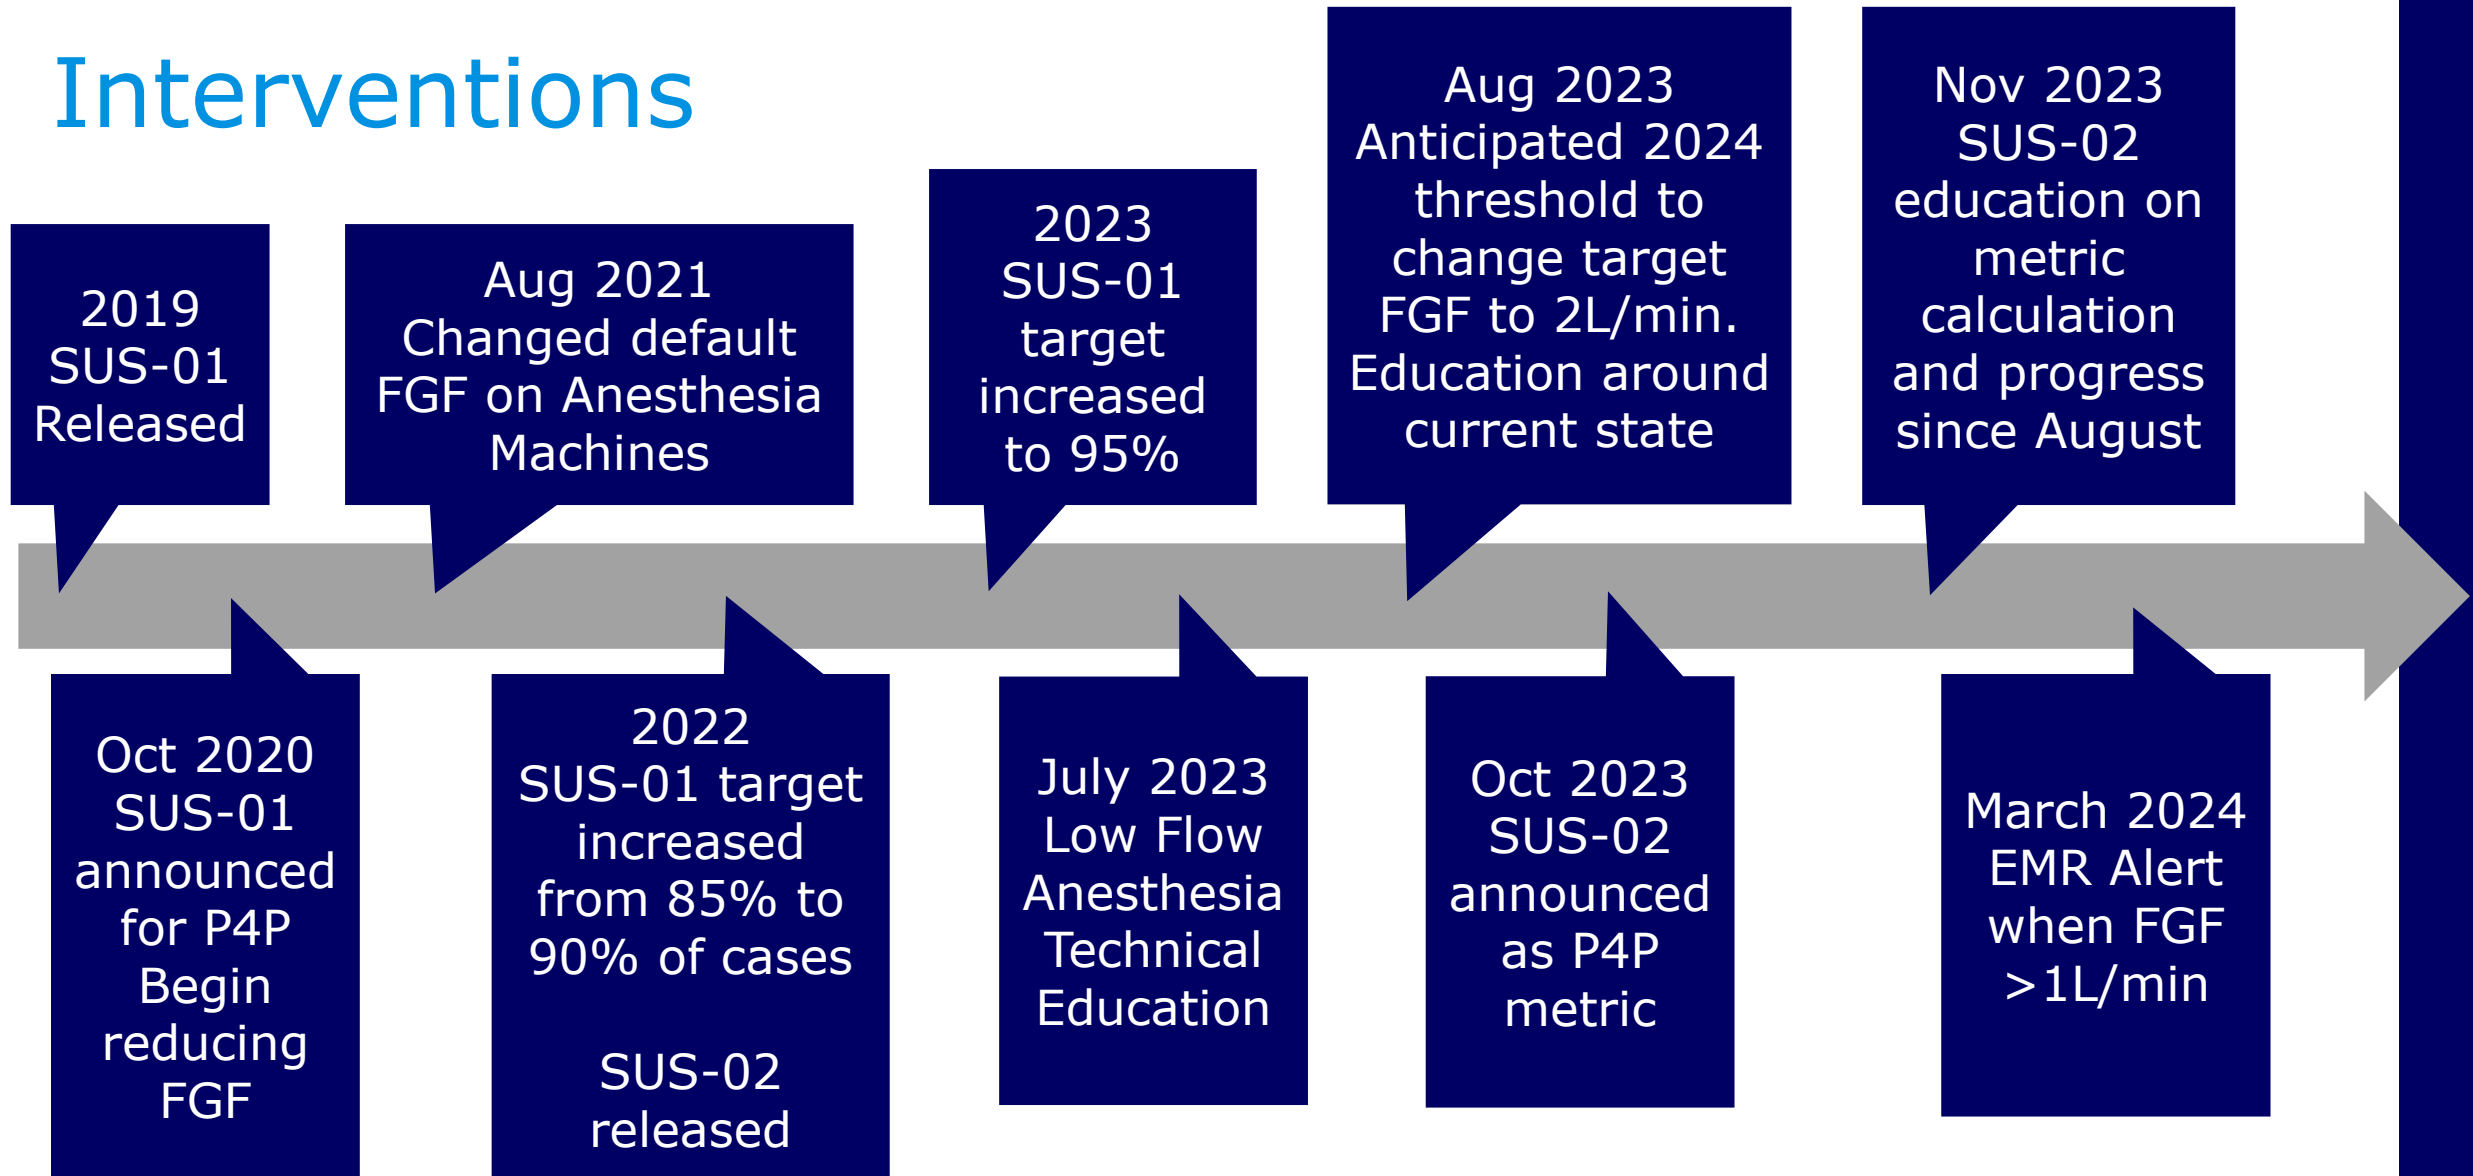 Interventions
2019
SUS-01
Released
Oct 2020
SUS-01
announced
for P4P
Begin
reducing
FGF
Aug 2021
Changed default
FGF on Anesthesia
Machines
2022
SUS-01 target
increased
from 85% to
90% of cases
SUS-02
released
2023
SUS-01
target
increased
to 95%
July 2023
Low Flow
Anesthesia
Technical
Education
Aug 2023
Anticipated 2024
threshold to
change target
FGF to 2L/min.
Education around
current state
Oct 2023
SUS-02
announced
as P4P
metric
Nov 2023
SUS-02
education on
metric
calculation
and progress
since August
March 2024
EMR Alert
when FGF
>1L/min